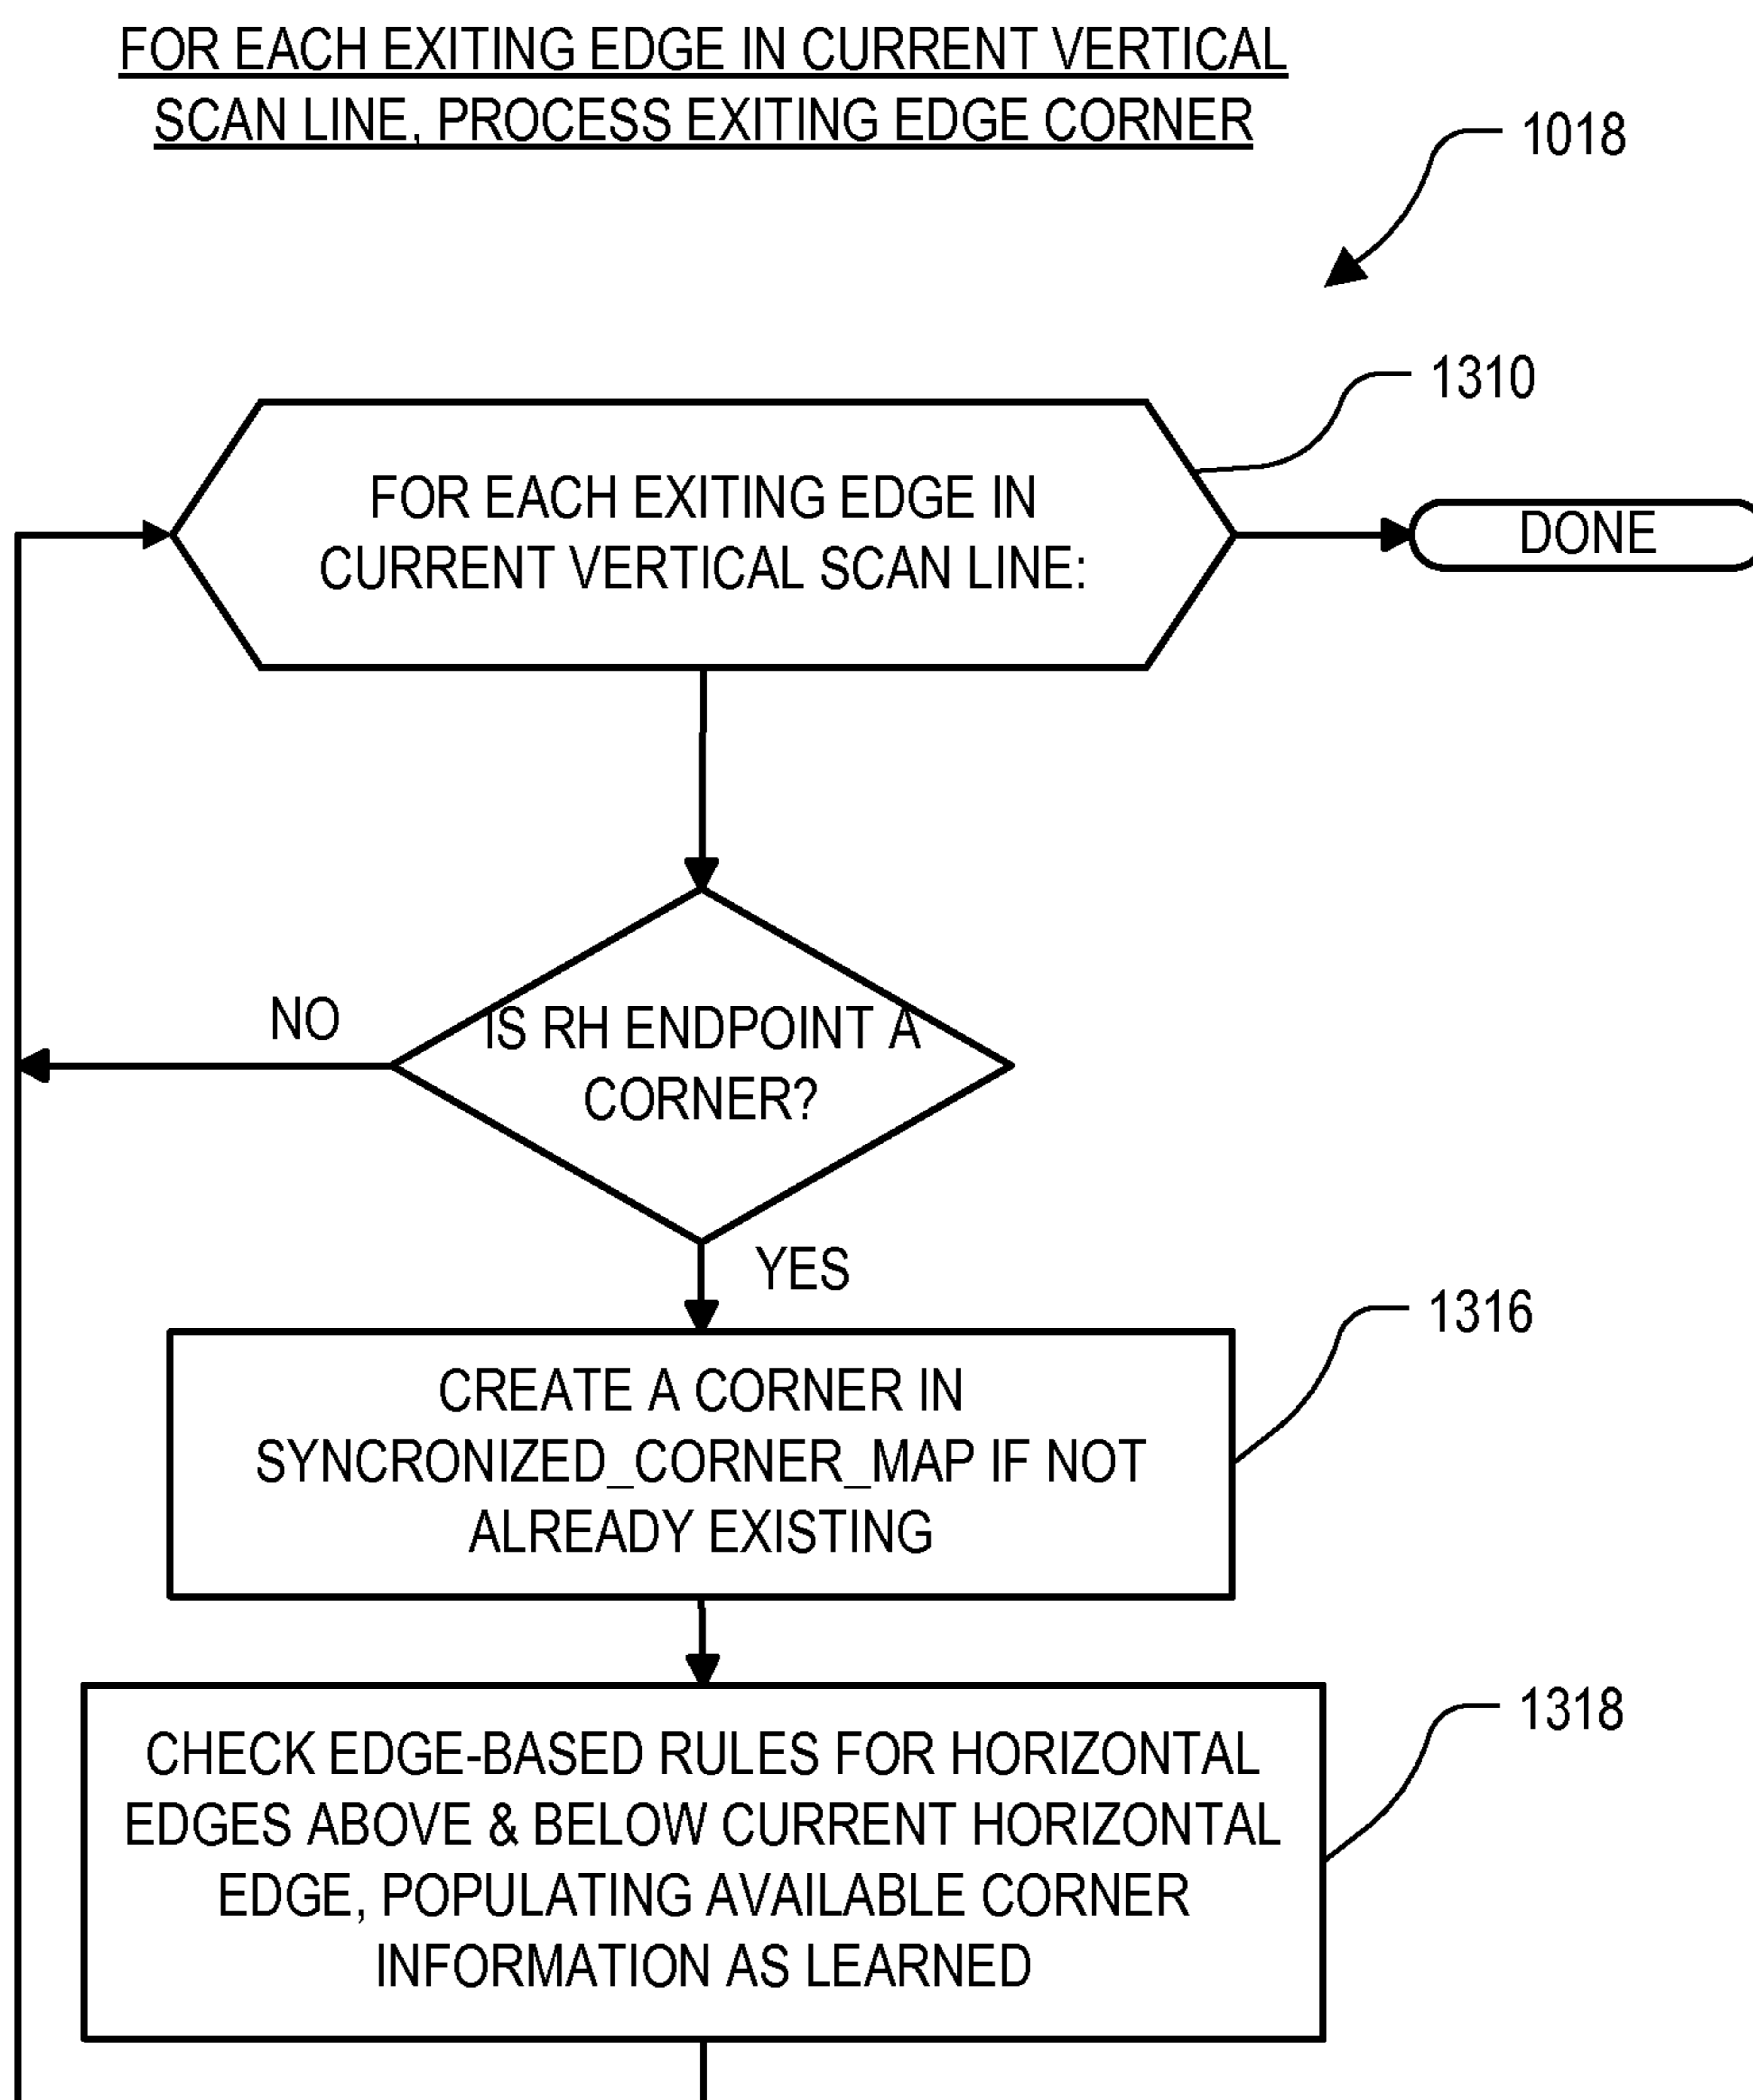 FOR EACH EXITING EDGE IN CURRENT VERTICAL
SCAN LINE, PROCESS EXITING EDGE CORNER
1018
1310
FOR EACH EXITING EDGE IN
CURRENT VERTICAL SCAN LINE:
DONE
NO
IS RH ENDPOINT A
CORNER?
YES
1316
CREATE A CORNER IN
SYNCRONIZED_CORNER_MAP IF NOT
ALREADY EXISTING
1318
CHECK EDGE-BASED RULES FOR HORIZONTAL
EDGES ABOVE & BELOW CURRENT HORIZONTAL
EDGE, POPULATING AVAILABLE CORNER
INFORMATION AS LEARNED